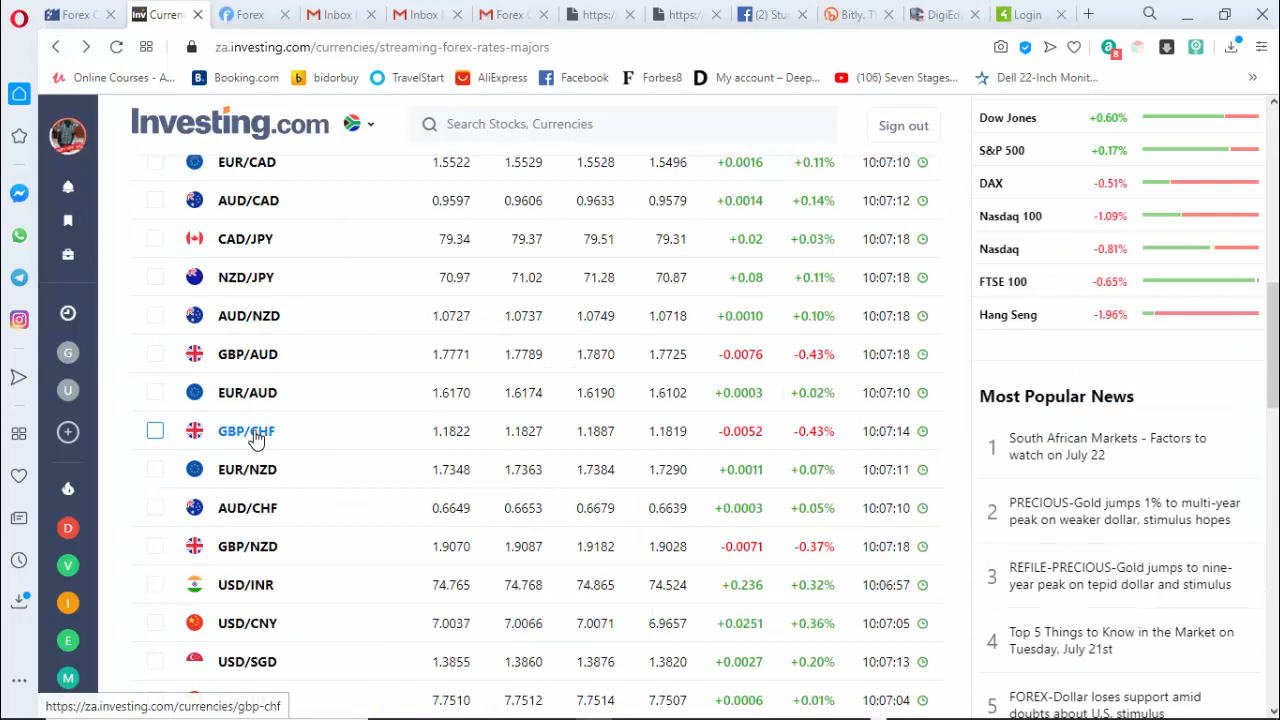 Forex C
Curren
Forex
Inbox (
Inbox (
Forex C
https:/
https:/
(2) Stu
Bitly. T
DigiEd
Login
za.investing.com/currencies/streaming-forex-rates-majors
8
Online Courses - A...
Booking.com
bidorbuy
TravelStart
AliExpress
Facebook
Forbes8
My account – Deep...
(106) Seven Stages...
Dell 22-Inch Monit...
Investing.com
Search Stocks, Currencies
Sign out
EUR/CAD 1.5522 1.5529 1.5528 1.5496 +0.0016 +0.11% 10:07:10
AUD/CAD 0.9597 0.9606 0.9633 0.9579 +0.0014 +0.14% 10:07:12
CAD/JPY 79.34 79.37 79.51 79.31 +0.02 +0.03% 10:07:18
NZD/JPY 70.97 71.02 71.28 70.87 +0.08 +0.11% 10:07:18
AUD/NZD 1.0727 1.0737 1.0749 1.0718 +0.0010 +0.10% 10:07:18
GBP/AUD 1.7771 1.7789 1.7870 1.7725 -0.0076 -0.43% 10:07:18
EUR/AUD 1.6170 1.6174 1.6190 1.6102 +0.0003 +0.02% 10:07:10
GBP/CHF 1.1822 1.1827 1.1887 1.1819 -0.0052 -0.43% 10:07:14
EUR/NZD 1.7348 1.7363 1.7384 1.7290 +0.0011 +0.07% 10:07:11
AUD/CHF 0.6649 0.6653 0.6679 0.6639 +0.0003 +0.05% 10:07:10
GBP/NZD 1.9070 1.9087 1.9182 1.9028 -0.0071 -0.37% 10:07:18
USD/INR 74.765 74.768 74.865 74.524 +0.236 +0.32% 10:06:57
USD/CNY 7.0037 7.0066 7.0071 6.9657 +0.0251 +0.36% 10:07:05
USD/SGD 1.3855 1.3860 1.3876 1.3820 +0.0027 +0.20% 10:07:13
7.7510 7.7512 7.7514 7.7507 +0.0006 +0.01% 10:07:04
Dow Jones +0.60%
S&P 500 +0.17%
DAX -0.51%
Nasdaq 100 -1.09%
Nasdaq -0.81%
FTSE 100 -0.65%
Hang Seng -1.96%
Most Popular News
1 South African Markets - Factors to
watch on July 22
2 PRECIOUS-Gold jumps 1% to multi-year
peak on weaker dollar, stimulus hopes
3 REFILE-PRECIOUS-Gold jumps to nine-
year peak on tepid dollar and stimulus
4 Top 5 Things to Know in the Market on
Tuesday, July 21st
5 FOREX-Dollar loses support amid
doubts about U.S. stimulus
G
U
D
V
I
E
M
https://za.investing.com/currencies/gbp-chf